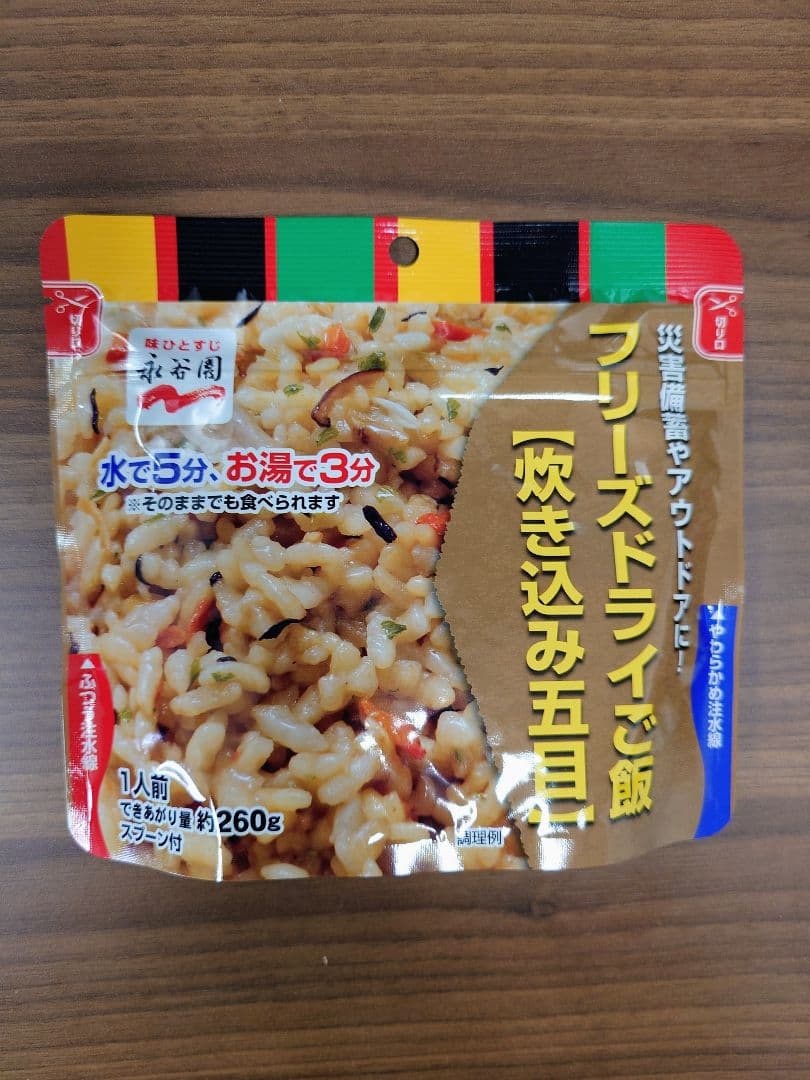 切り口
切り口
味ひとすじ
永谷園
水で5分、お湯で3分
※そのままでも食べられます
災害備蓄やアウトドアに!
フリーズドライご飯
【炊き込み五目】
▲やわらかめ注水線
▲ふつう注水線
1人前
できあがり量 約260g
スプーン付
調理例